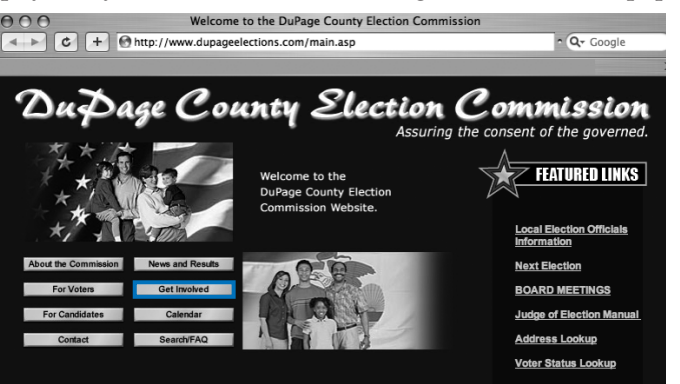 Welcome to the DuPage County Election Commission
http://www.dupageelections.com/main.asp
Google
DuPage County Election Commission
Assuring the consent of the governed.
Welcome to the
DuPage County Election
Commission Website.
FEATURED LINKS
Local Election Officials
Information
Next Election
BOARD MEETINGS
Judge of Election Manual
Address Lookup
Voter Status Lookup
About the Commission
News and Results
For Voters
Get Involved
For Candidates
Calendar
Contact
Search/FAQ